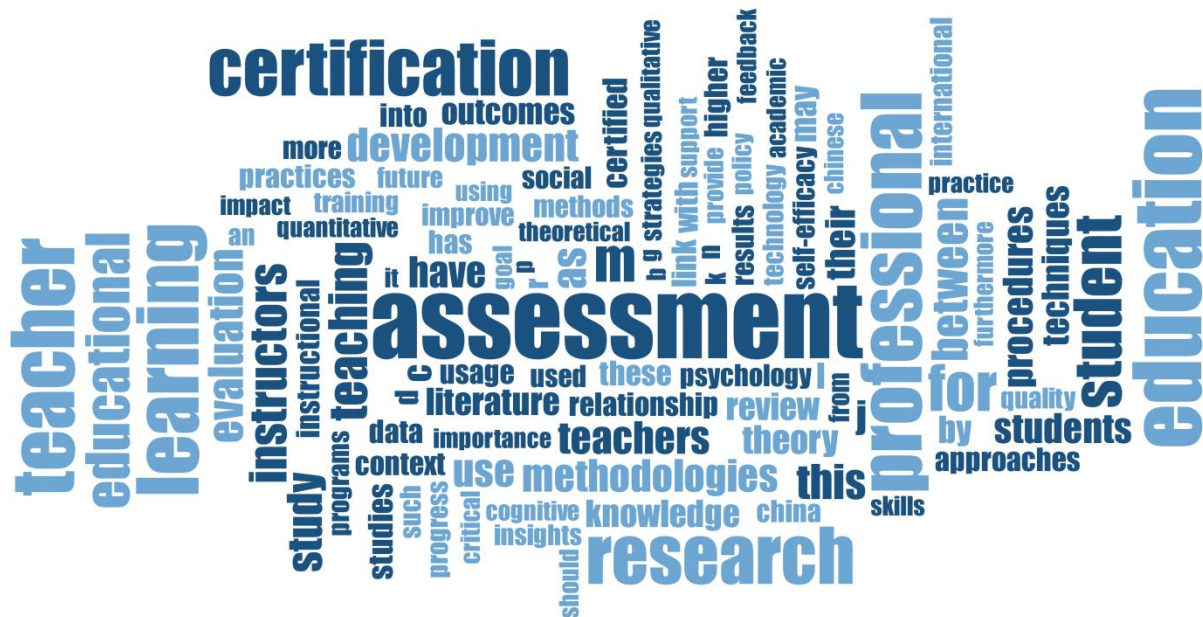 certification
into outcomes
more development
practices future using social
impact training improve methods
an quantitative has theoretical
it have goal r p as m
certified
b g strategies qualitative
link with support
k n provide higher
results policy feedback
technology academic
self-efficacy may
their chinese
teacher
educational
learning
evaluation
instructors
instructional
teaching
assessment
professional
between international
practice
furthermore
procedures
techniques
student
education
d c usage used these psychology l
literature relationship review from j
for quality
data importance teachers theory by students
context use methodologies this approaches
study programs studies such progress critical
cognitive knowledge china skills
insights research
should